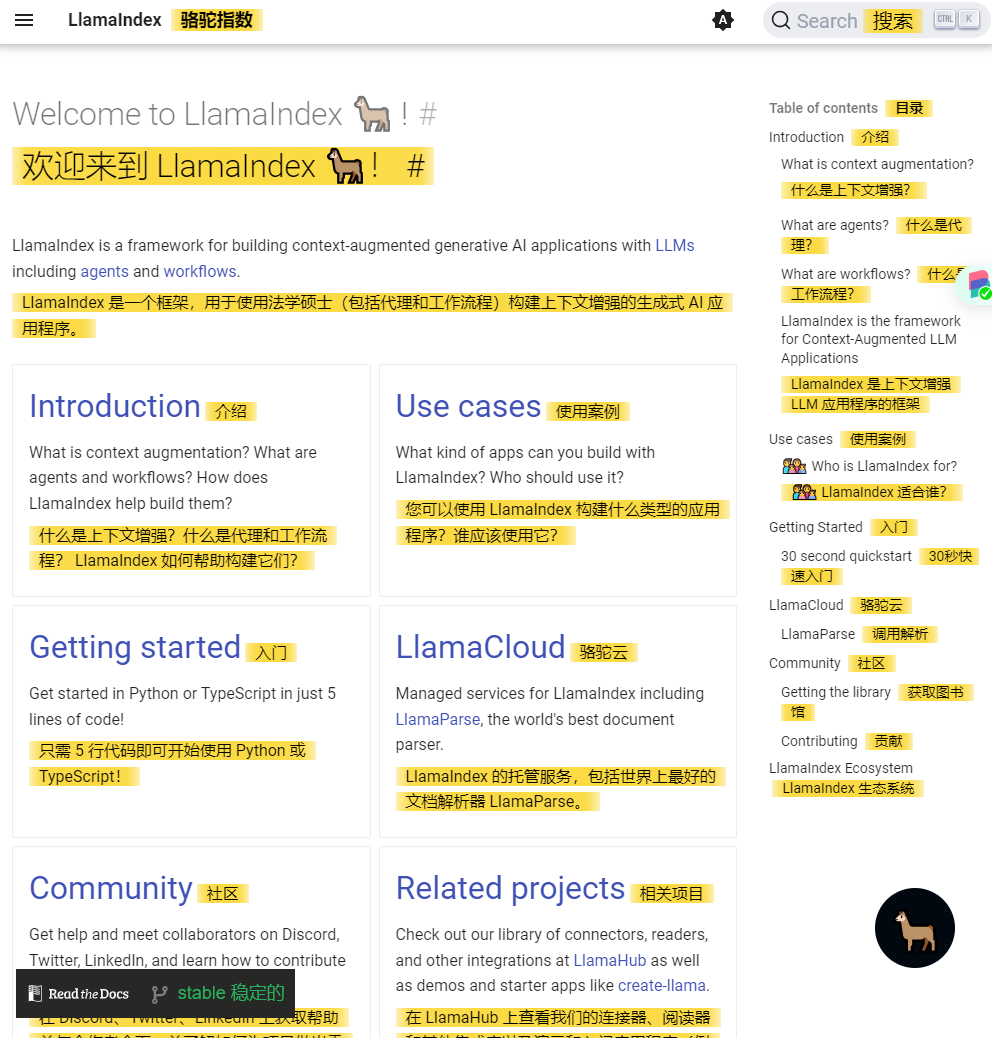 LlamaIndex 骆驼指数
Search 搜索 CTRL K
Welcome to LlamaIndex 🦙 ! #
欢迎来到 LlamaIndex 🦙！ #
LlamaIndex is a framework for building context-augmented generative AI applications with LLMs
including agents and workflows.
LlamaIndex 是一个框架，用于使用法学硕士（包括代理和工作流程）构建上下文增强的生成式 AI 应
用程序。
Introduction 介绍
What is context augmentation? What are
agents and workflows? How does
LlamaIndex help build them?
什么是上下文增强？什么是代理和工作流
程？ LlamaIndex 如何帮助构建它们？
Use cases 使用案例
What kind of apps can you build with
LlamaIndex? Who should use it?
您可以使用 LlamaIndex 构建什么类型的应用
程序？谁应该使用它？
Getting started 入门
Get started in Python or TypeScript in just 5
lines of code!
只需 5 行代码即可开始使用 Python 或
TypeScript！
LlamaCloud 骆驼云
Managed services for LlamaIndex including
LlamaParse, the world's best document
parser.
LlamaIndex 的托管服务，包括世界上最好的
文档解析器 LlamaParse。
Community 社区
Get help and meet collaborators on Discord,
Twitter, LinkedIn, and learn how to contribute
在 Discord、Twitter、LinkedIn 上获取帮助
Related projects 相关项目
Check out our library of connectors, readers,
and other integrations at LlamaHub as well
as demos and starter apps like create-llama.
在 LlamaHub 上查看我们的连接器、阅读器
Read the Docs stable 稳定的
Table of contents 目录
Introduction 介绍
What is context augmentation?
什么是上下文增强？
What are agents? 什么是代
理？
What are workflows? 什么是
工作流程？
LlamaIndex is the framework
for Context-Augmented LLM
Applications
LlamaIndex 是上下文增强
LLM 应用程序的框架
Use cases 使用案例
👨‍👩‍👧‍👦 Who is LlamaIndex for?
👨‍👩‍👧‍👦 LlamaIndex 适合谁？
Getting Started 入门
30 second quickstart 30秒快
速入门
LlamaCloud 骆驼云
LlamaParse 调用解析
Community 社区
Getting the library 获取图书
馆
Contributing 贡献
LlamaIndex Ecosystem
LlamaIndex 生态系统